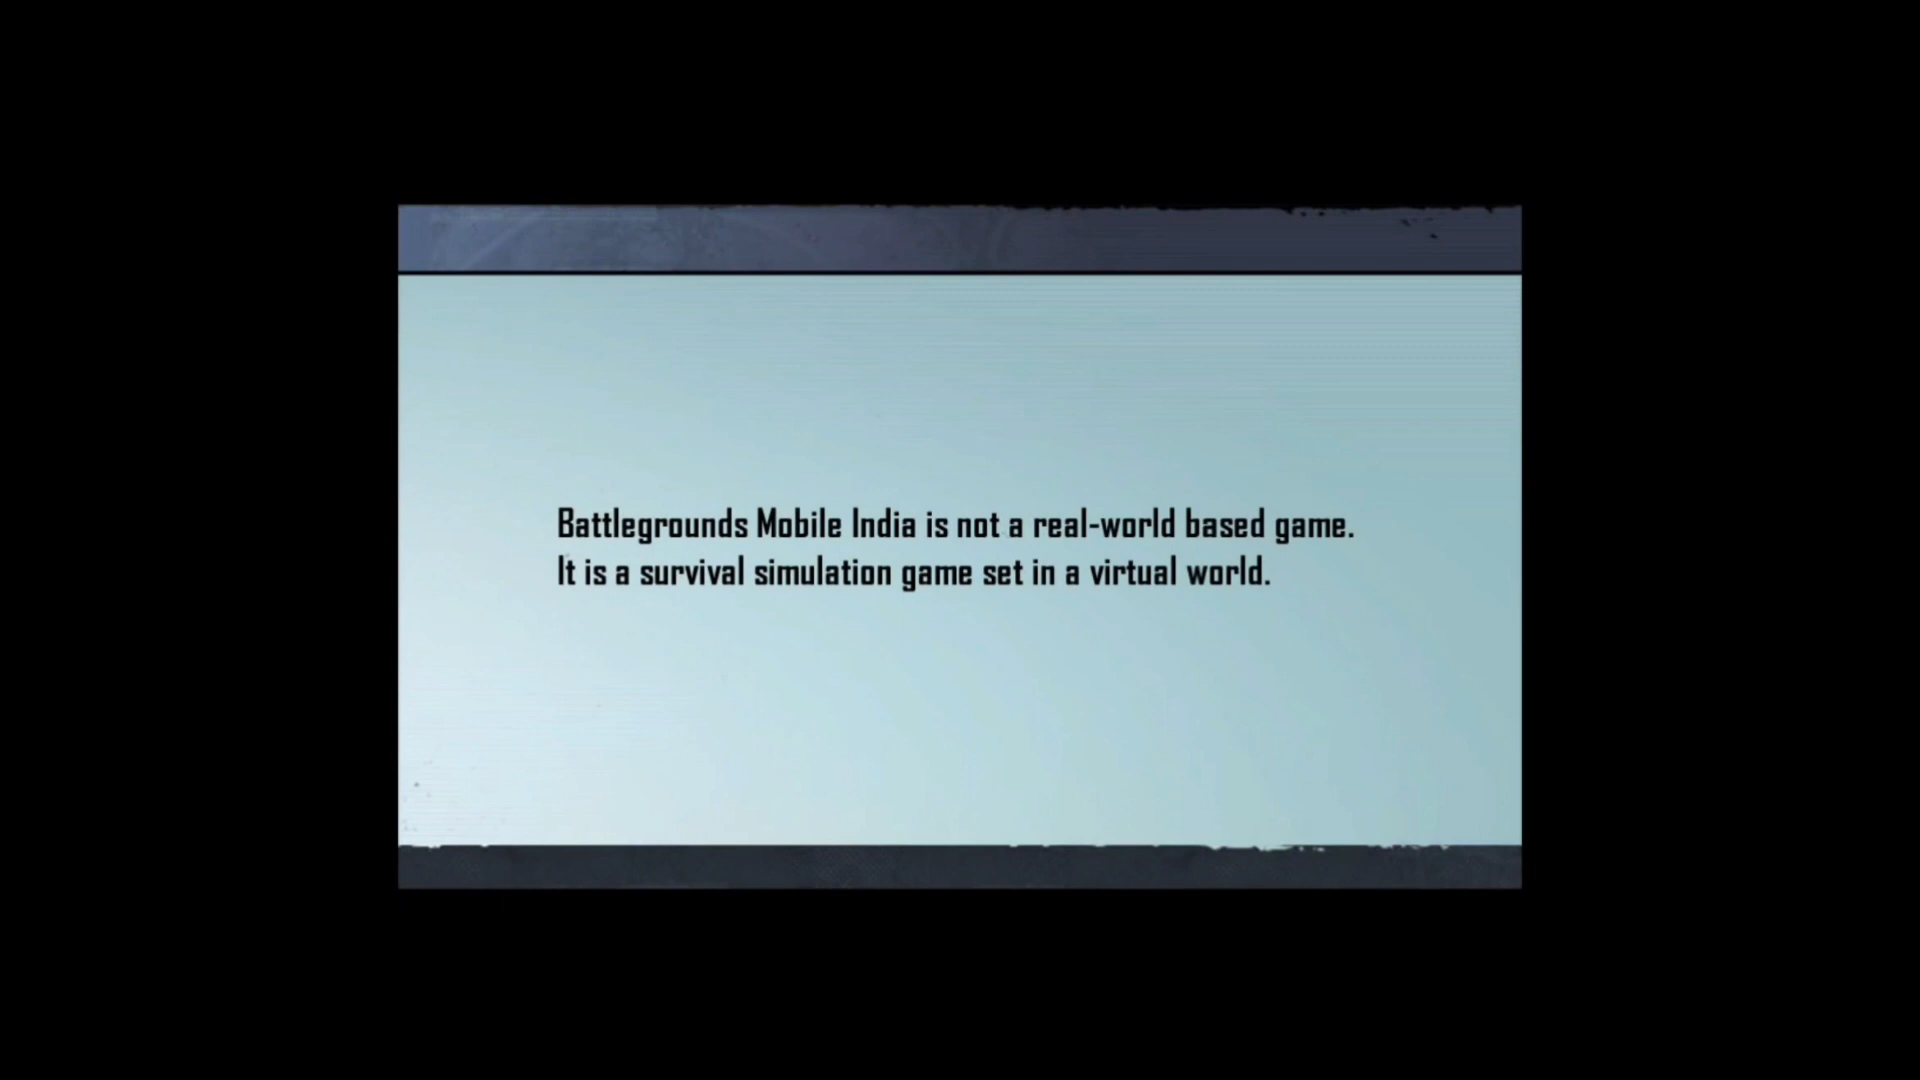 Battlegrounds Mobile India is not a real-world based game.
It is a survival simulation game set in a virtual world.